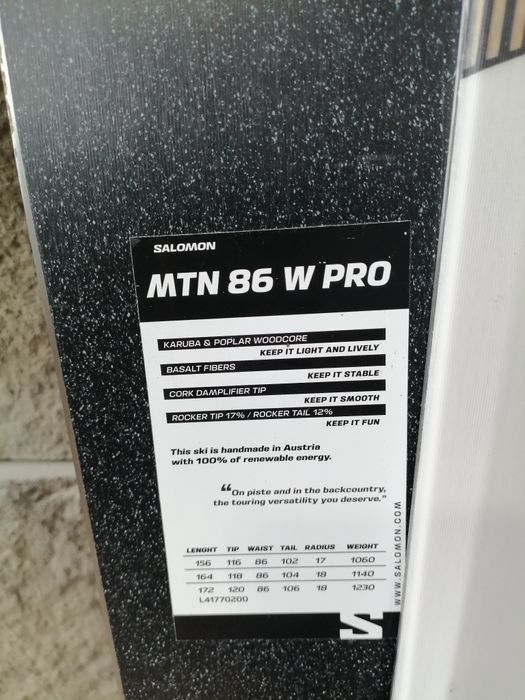 SALOMON
MTN 86 W PRO
KARUBA & POPLAR WOODCORE
KEEP IT LIGHT AND LIVELY
BASALT FIBERS
KEEP IT STABLE
CORK DAMPLIFIER TIP
KEEP IT SMOOTH
ROCKER TIP 17% / ROCKER TAIL 12%
KEEP IT FUN
This ski is handmade in Austria
with 100% of renewable energy.
“On piste and in the backcountry,
the touring versatility you deserve.”
LENGHT TIP WAIST TAIL RADIUS WEIGHT
156 116 86 102 17 1060
164 118 86 104 18 1140
172 120 86 106 18 1230
L41770200
WWW.SALOMON.COM